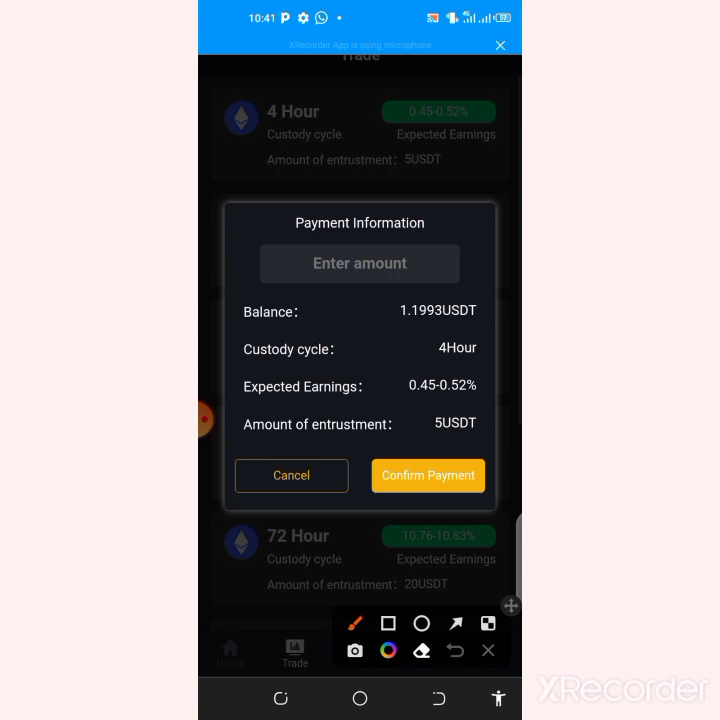 10:41
4G
57
XRecorder App is using microphone
Trade
4 Hour
0.45-0.52%
Custody cycle
Expected Earnings
Amount of entrustment: 5USDT
Payment Information
Enter amount
Balance: 1.1993USDT
Custody cycle: 4Hour
Expected Earnings: 0.45-0.52%
Amount of entrustment: 5USDT
Cancel
Confirm Payment
72 Hour
10.76-10.83%
Custody cycle
Expected Earnings
Amount of entrustment: 20USDT
Home
Trade
XRecorder